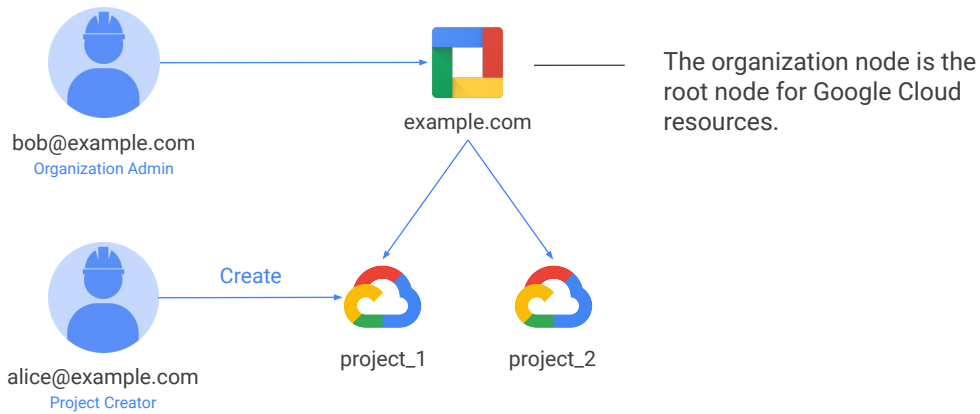 bob@example.com
Organization Admin
example.com
The organization node is the
root node for Google Cloud
resources.
alice@example.com
Project Creator
Create
project_1
project_2